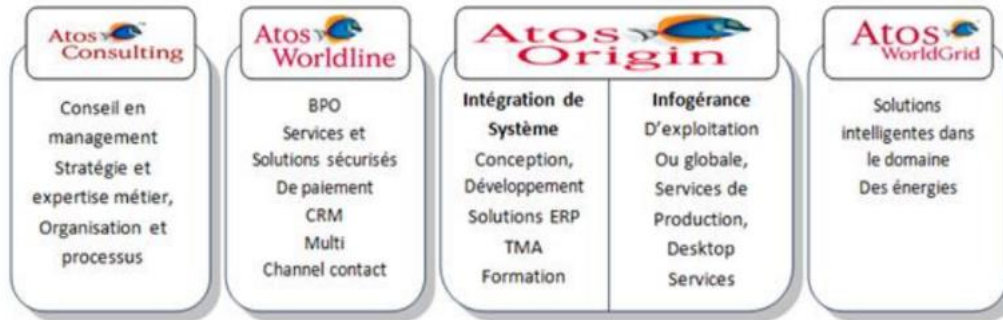 Atos
Consulting
Conseil en
management
Stratégie et
expertise métier,
Organisation et
processus
Atos
Worldline
BPO
Services et
Solutions sécurisés
De paiement
CRM
Multi
Channel contact
Atos
Origin
Intégration de
Système
Conception,
Développement
Solutions ERP
TMA
Formation
Infogérance
D'exploitation
Ou globale,
Services de
Production,
Desktop
Services
Atos
WorldGrid
Solutions
intelligentes dans
le domaine
Des énergies